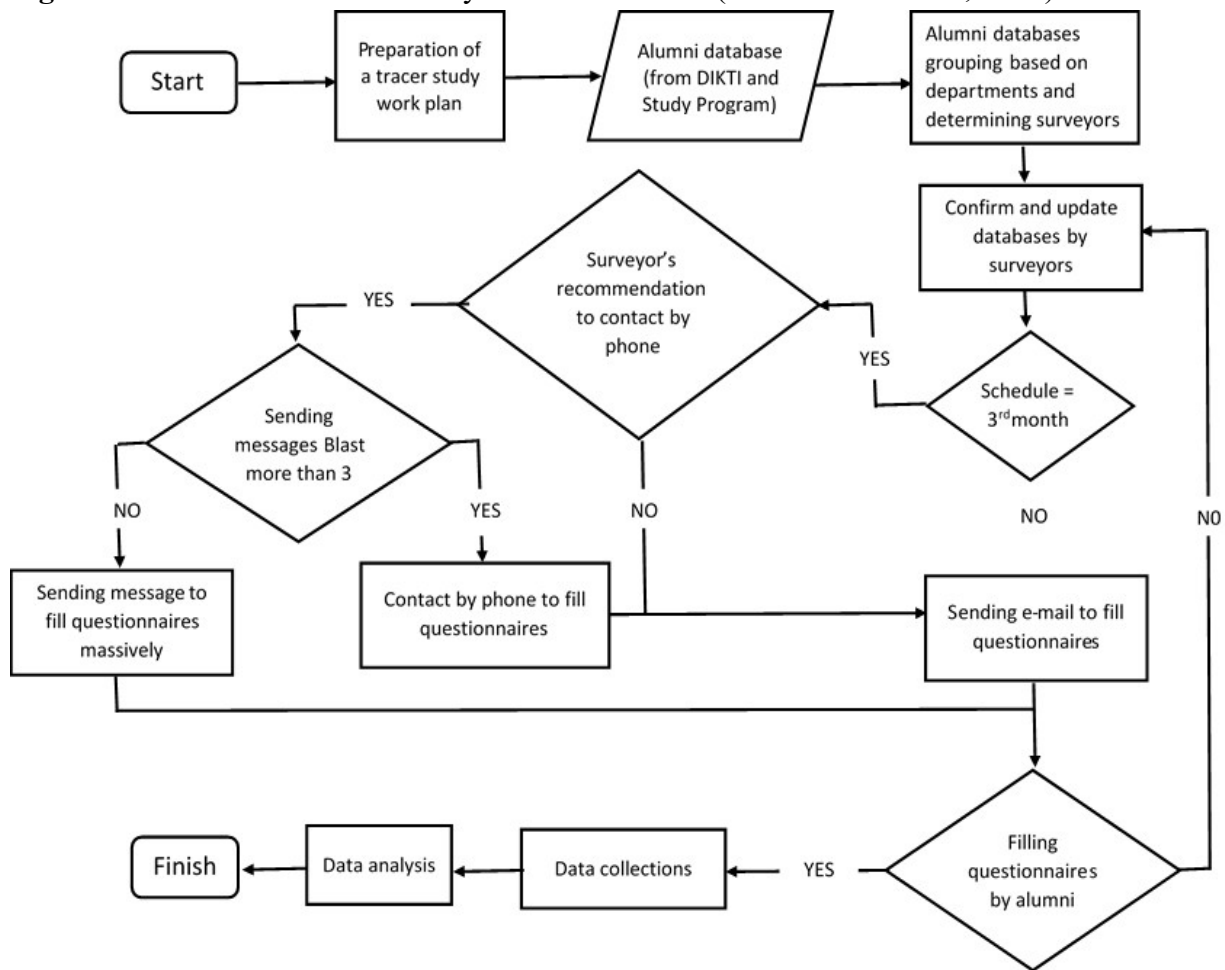 Start
Preparation of
a tracer study
work plan
Alumni database
(from DIKTI and
Study Program)
Alumni databases
grouping based on
departments and
determining surveyors
Confirm and update
databases by
surveyors
Surveyor's
recommendation
to contact by
phone
YES
YES
Schedule =
3rd month
Sending
messages Blast
more than 3
NO
YES
NO
NO
N0
Sending message to
fill questionnaires
massively
Contact by phone to fill
questionnaires
Sending e-mail to fill
questionnaires
Finish
Data analysis
Data collections
YES
Filling
questionnaires
by alumni